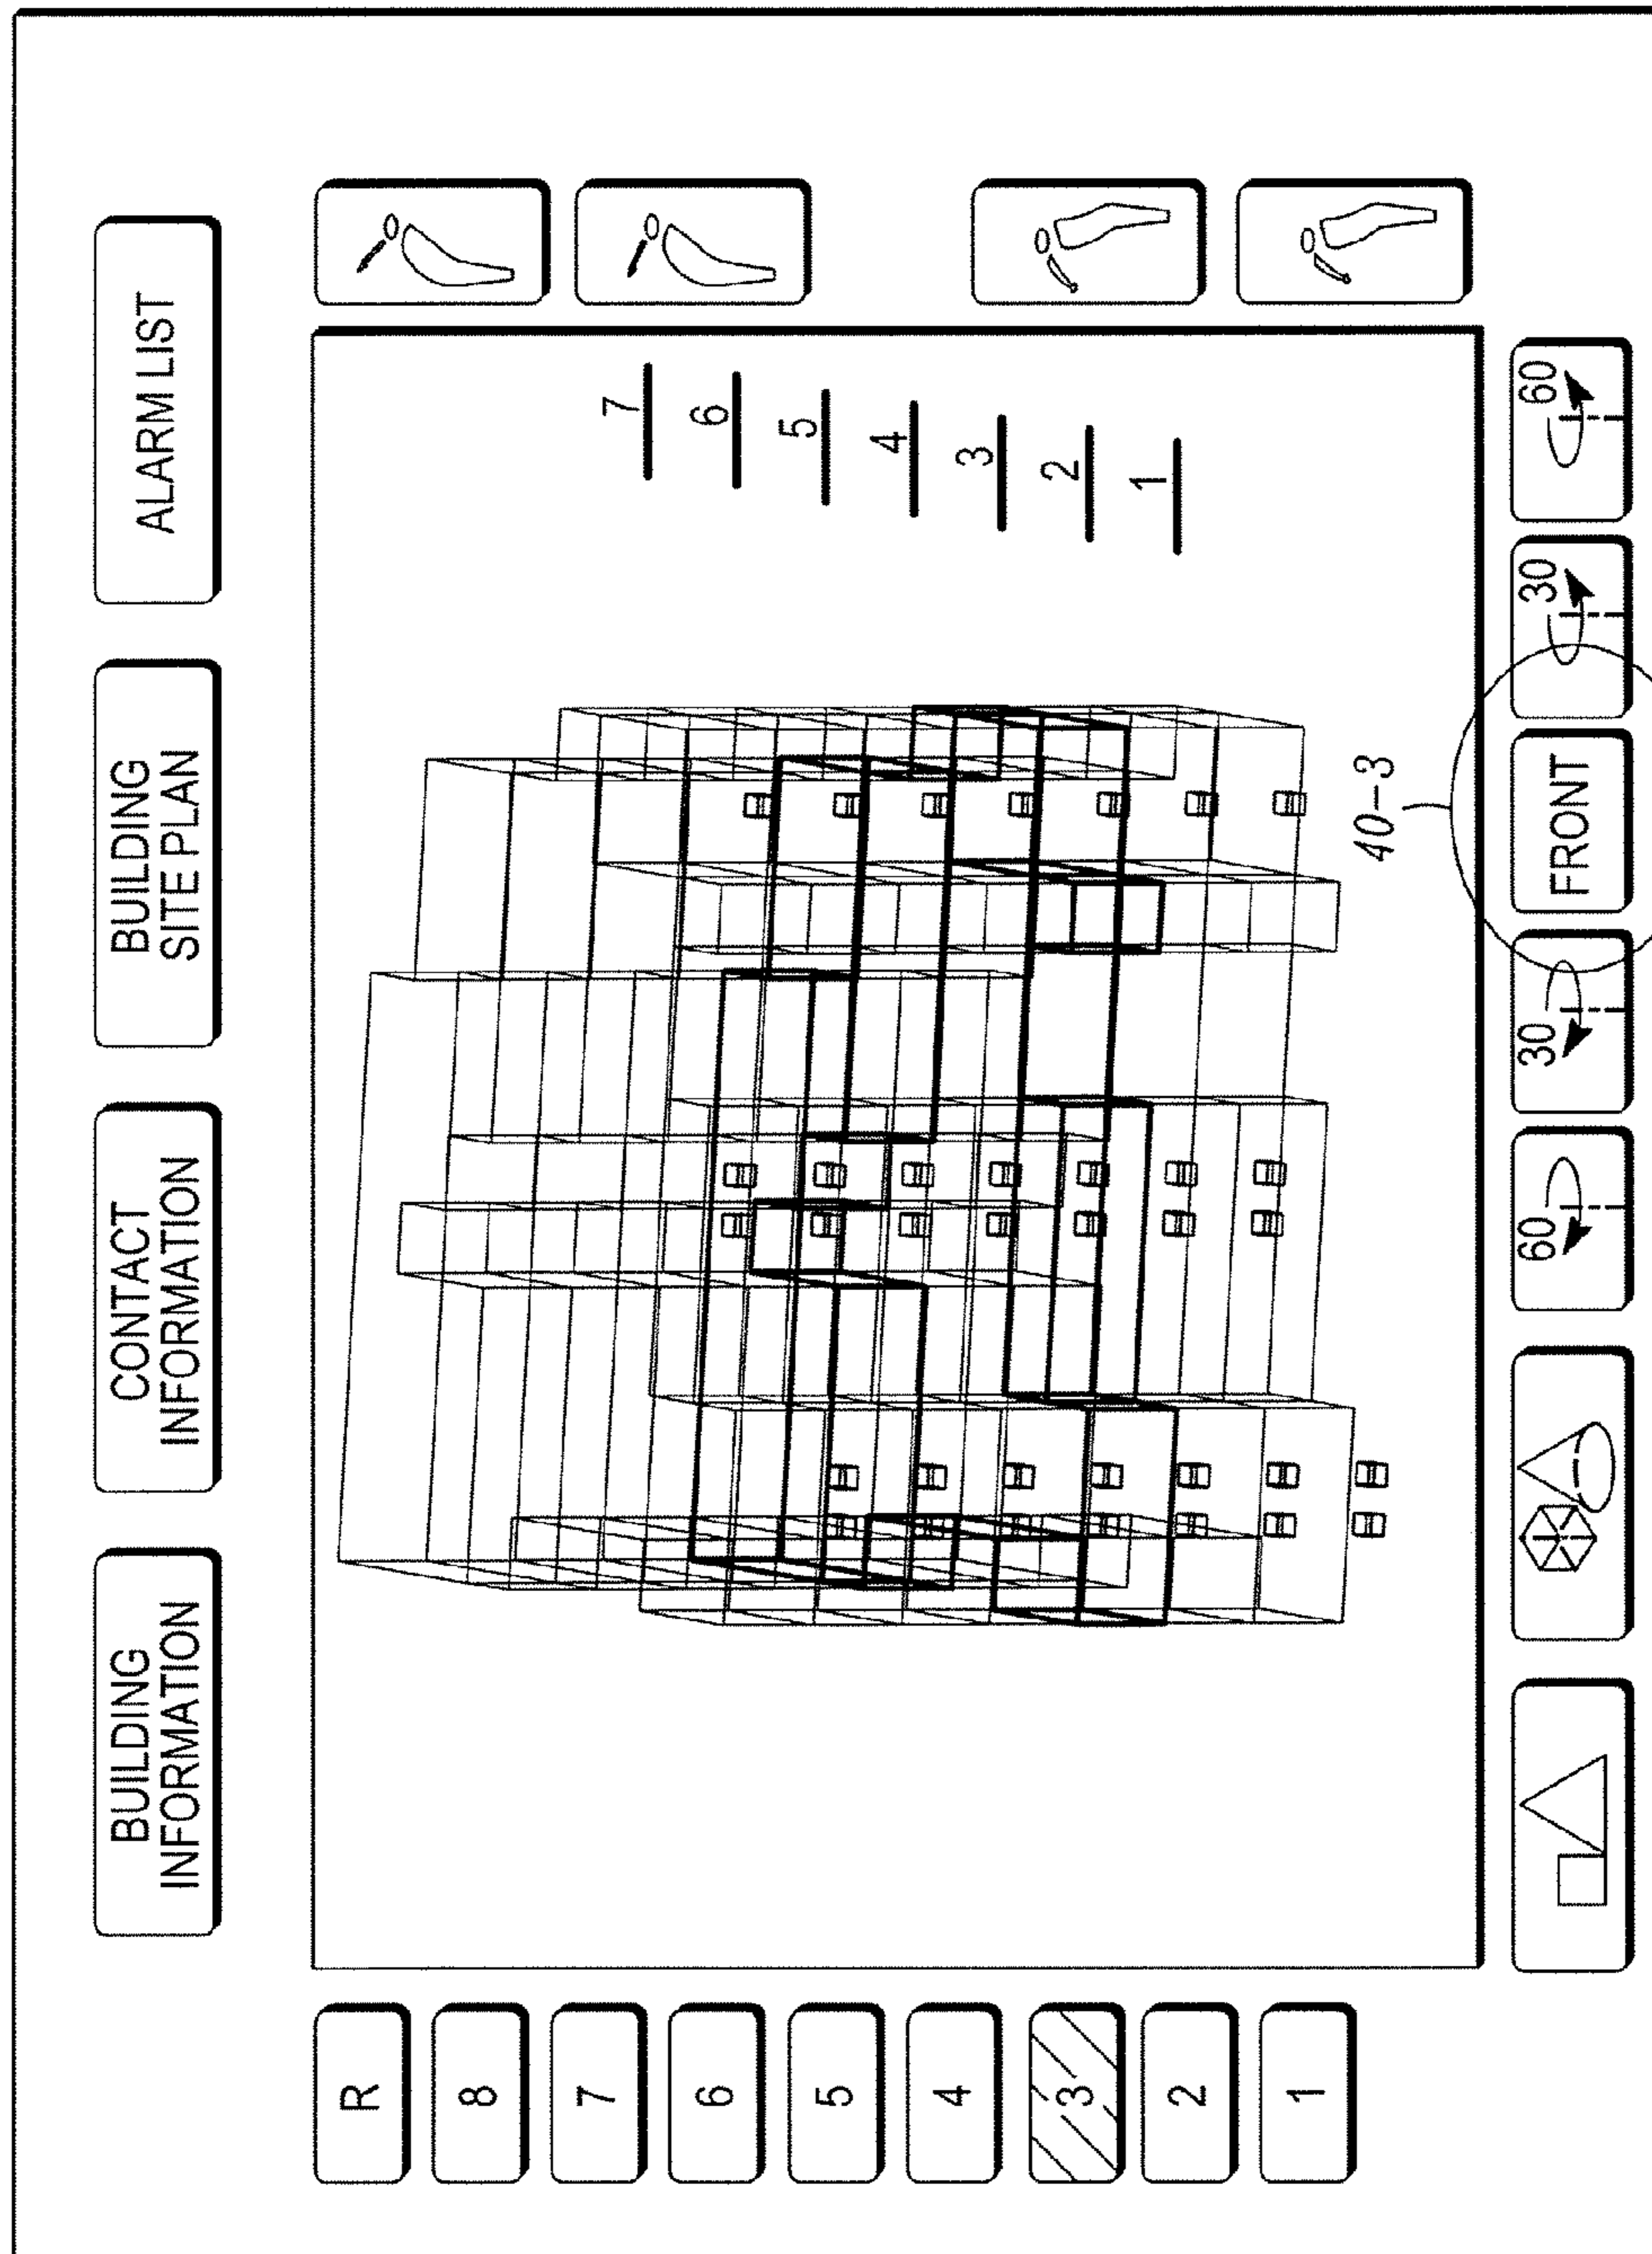 BUILDING
INFORMATION
CONTACT
INFORMATION
BUILDING
SITE PLAN
ALARM LIST
R
8
7
6
5
4
3
2
1
7
6
5
4
3
2
1
40-3
60
30
FRONT
30
60